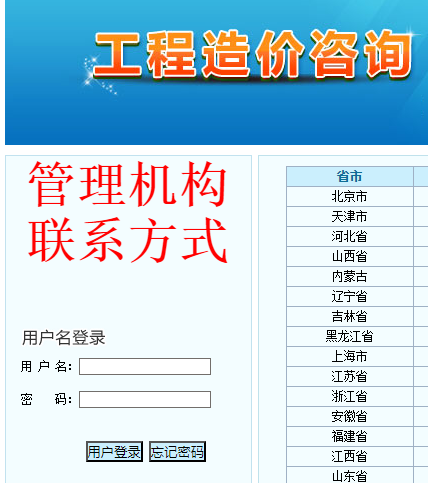 工程造价咨询
管理机构
联系方式
用户名登录
用 户 名:
密 码:
用户登录 忘记密码
省市
北京市
天津市
河北省
山西省
内蒙古
辽宁省
吉林省
黑龙江省
上海市
江苏省
浙江省
安徽省
福建省
江西省
山东省